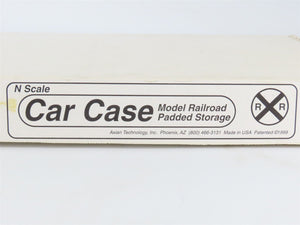 N Scale
Car Case
Model Railroad
Padded Storage
R R
Axian Technology, Inc. Phoenix, AZ (800) 466-3131 Made in USA Patented ©1999